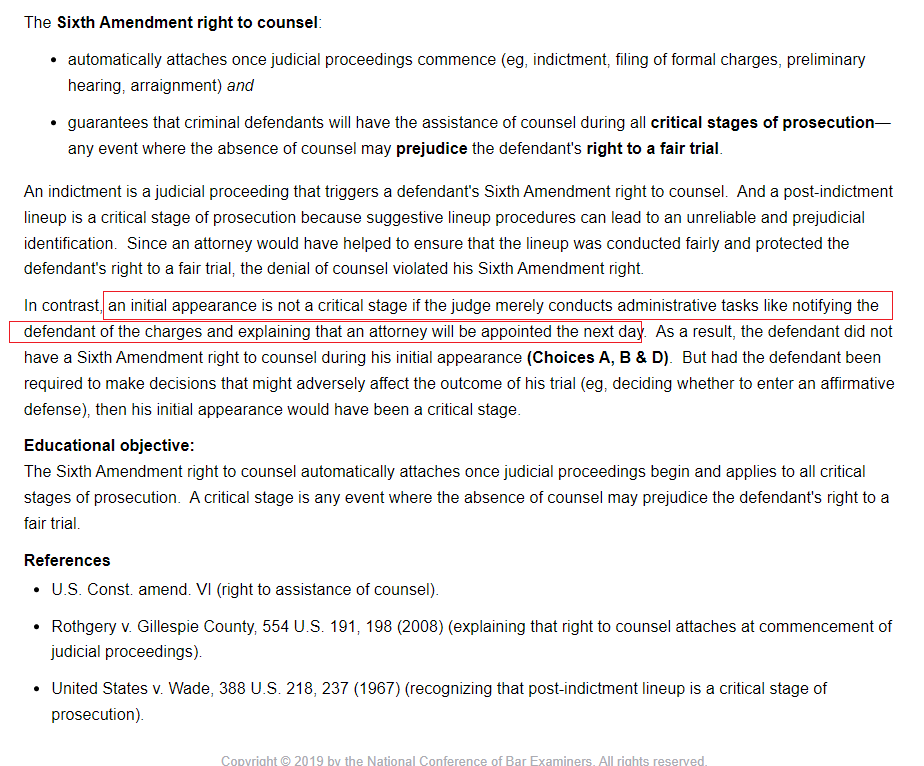 The Sixth Amendment right to counsel:
• automatically attaches once judicial proceedings commence (eg, indictment, filing of formal charges, preliminary
hearing, arraignment) and
• guarantees that criminal defendants will have the assistance of counsel during all critical stages of prosecution—
any event where the absence of counsel may prejudice the defendant's right to a fair trial.
An indictment is a judicial proceeding that triggers a defendant's Sixth Amendment right to counsel. And a post-indictment
lineup is a critical stage of prosecution because suggestive lineup procedures can lead to an unreliable and prejudicial
identification. Since an attorney would have helped to ensure that the lineup was conducted fairly and protected the
defendant's right to a fair trial, the denial of counsel violated his Sixth Amendment right.
In contrast, an initial appearance is not a critical stage if the judge merely conducts administrative tasks like notifying the
defendant of the charges and explaining that an attorney will be appointed the next day. As a result, the defendant did not
have a Sixth Amendment right to counsel during his initial appearance (Choices A, B & D). But had the defendant been
required to make decisions that might adversely affect the outcome of his trial (eg, deciding whether to enter an affirmative
defense), then his initial appearance would have been a critical stage.
Educational objective:
The Sixth Amendment right to counsel automatically attaches once judicial proceedings begin and applies to all critical
stages of prosecution. A critical stage is any event where the absence of counsel may prejudice the defendant's right to a
fair trial.
References
• U.S. Const. amend. VI (right to assistance of counsel).
• Rothgery v. Gillespie County, 554 U.S. 191, 198 (2008) (explaining that right to counsel attaches at commencement of
judicial proceedings).
• United States v. Wade, 388 U.S. 218, 237 (1967) (recognizing that post-indictment lineup is a critical stage of
prosecution).
Copyright © 2019 by the National Conference of Bar Examiners. All rights reserved.